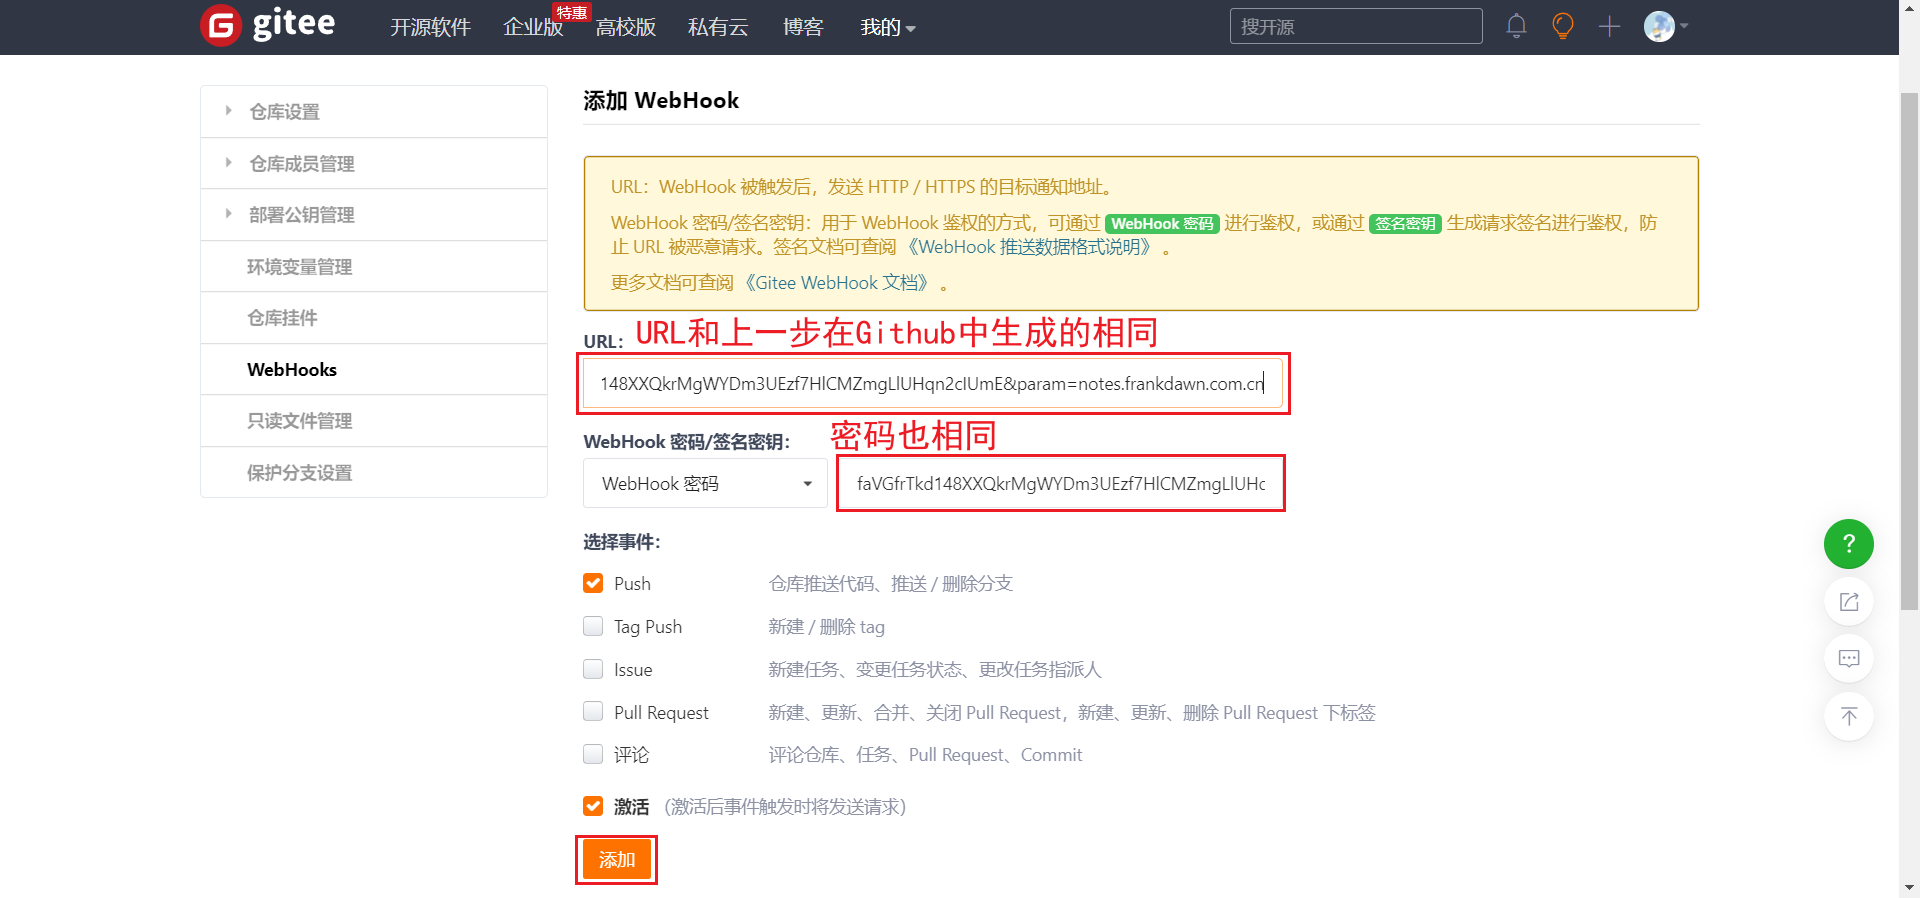 gitee
开源软件
企业版
特惠
高校版
私有云
博客
我的
搜开源
仓库设置
仓库成员管理
部署公钥管理
环境变量管理
仓库挂件
WebHooks
只读文件管理
保护分支设置
添加 WebHook
URL：WebHook 被触发后，发送 HTTP / HTTPS 的目标通知地址。
WebHook 密码/签名密钥：用于 WebHook 鉴权的方式，可通过 WebHook 密码 进行鉴权，或通过 签名密钥 生成请求签名进行鉴权，防
止 URL 被恶意请求。签名文档可查阅 《WebHook 推送数据格式说明》 。
更多文档可查阅 《Gitee WebHook 文档》 。
URL：
URL和上一步在Github中生成的相同
148XXQkrMgWYDm3UEzf7HlCMZmgLlUHqn2cIUmE&param=notes.frankdawn.com.cn
WebHook 密码/签名密钥：
密码也相同
WebHook 密码
faVGfrTkd148XXQkrMgWYDm3UEzf7HlCMZmgLlUHc
选择事件：
Push 仓库推送代码、推送 / 删除分支
Tag Push 新建 / 删除 tag
Issue 新建任务、变更任务状态、更改任务指派人
Pull Request 新建、更新、合并、关闭 Pull Request，新建、更新、删除 Pull Request 下标签
评论 评论仓库、任务、Pull Request、Commit
激活 （激活后事件触发时将发送请求）
添加
?